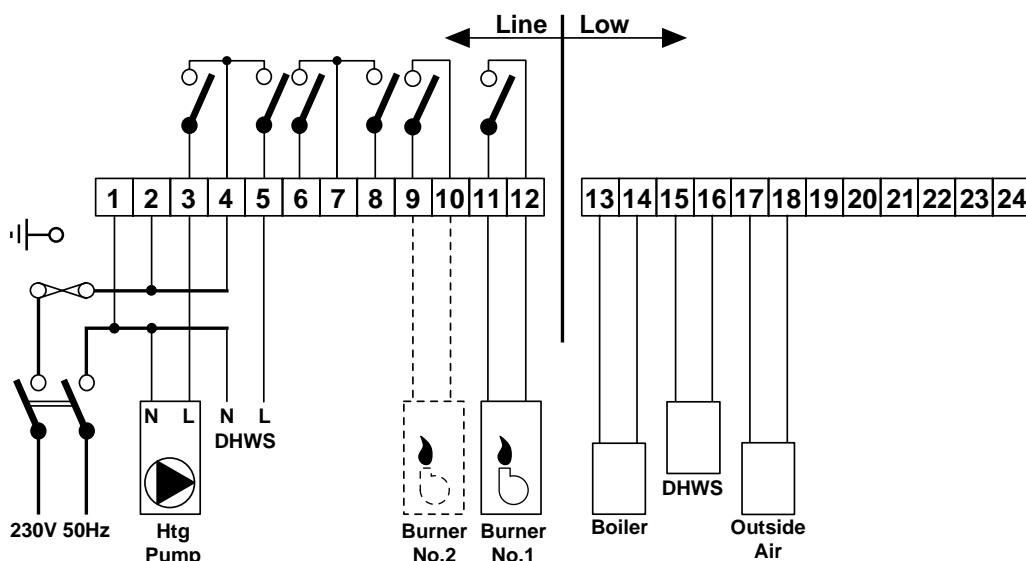 Line Low
1 2 3 4 5 6 7 8 9 10 11 12 13 14 15 16 17 18 19 20 21 22 23 24
N L N L
DHWS
DHWS
230V 50Hz Htg Burner Burner Boiler Outside
Pump No.2 No.1 Air